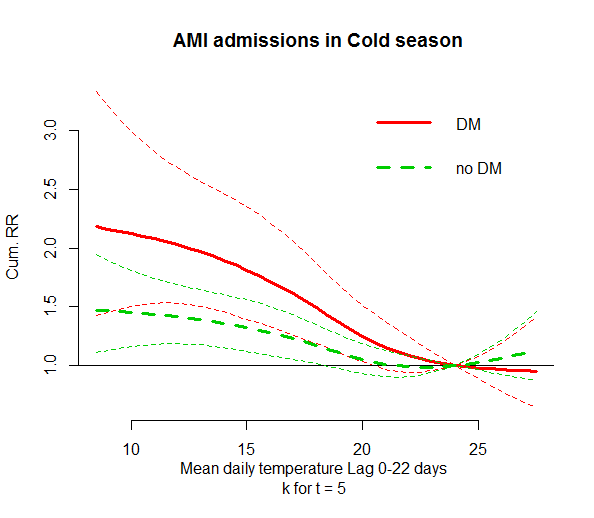 AMI admissions in Cold season
DM
no DM
Cum. RR
3.0
2.5
2.0
1.5
1.0
10 15 20 25
Mean daily temperature Lag 0-22 days
k for t = 5